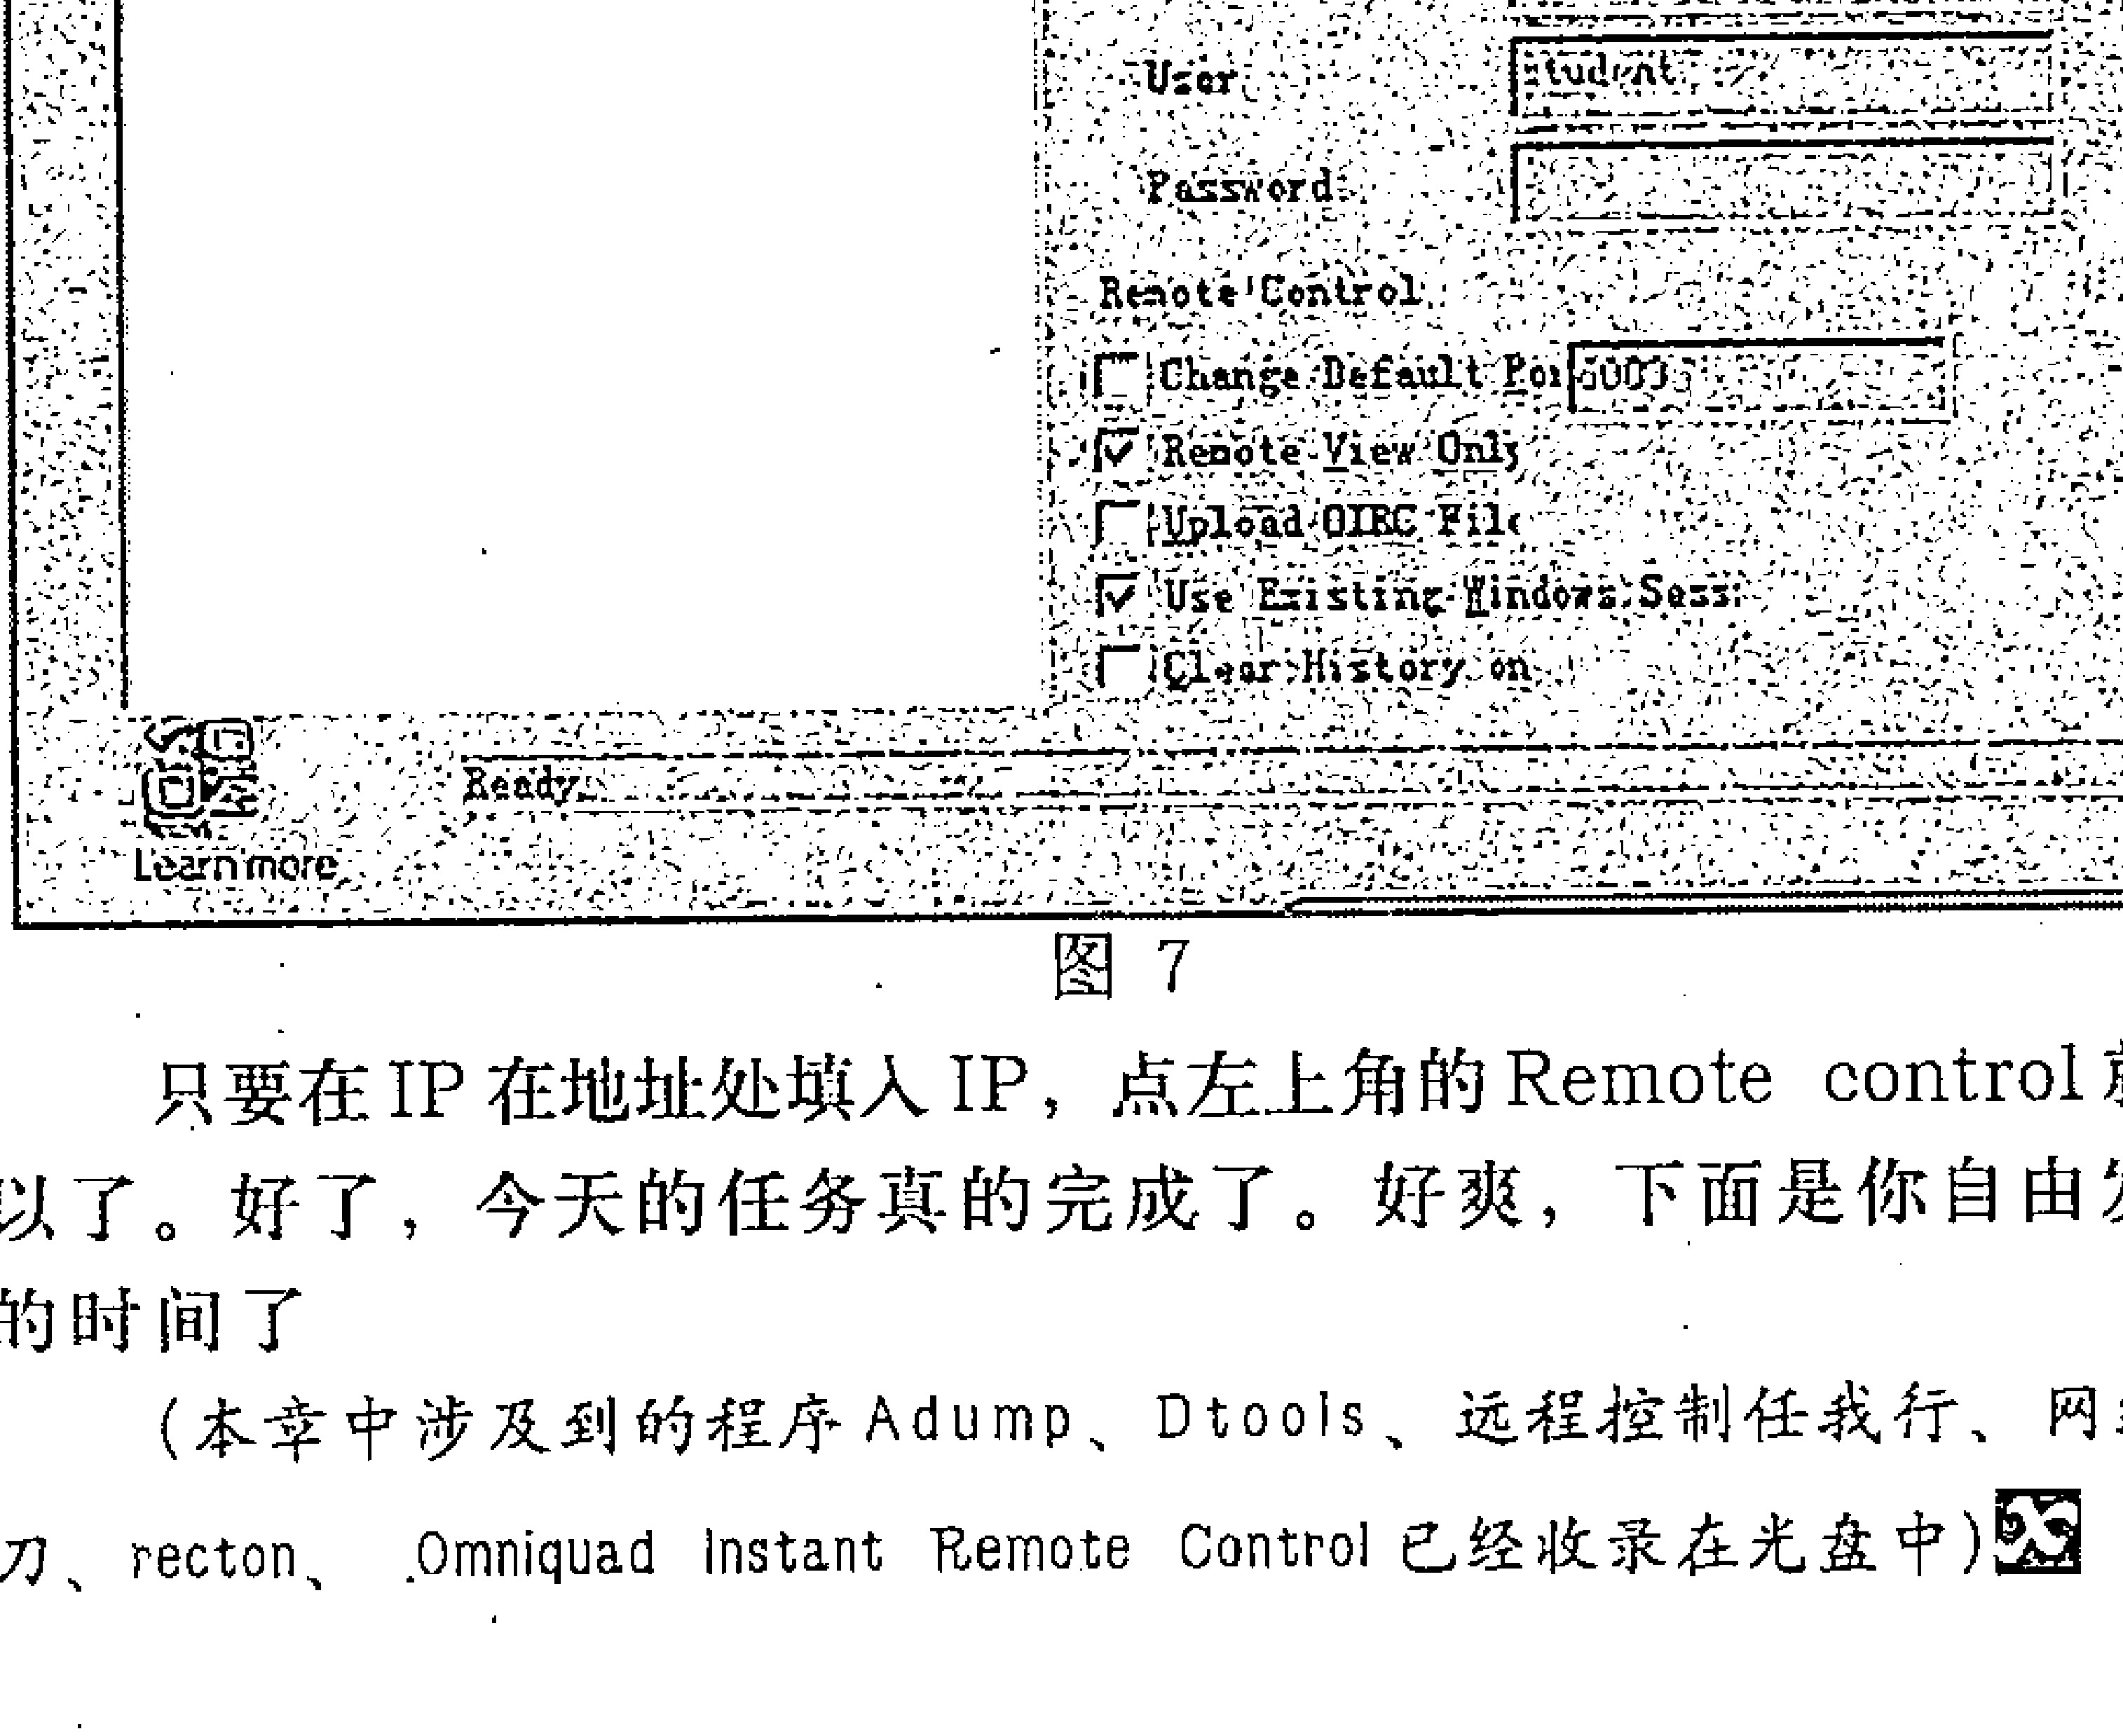 User student
Password:
Remote Control
Change Default Por
Remote View Only
Upload OIRC File
Use Existing Windows Sess
Clear History on
Ready
Learn more
图 7
只要在IP在地址处填入IP，点左上角的Remote control
以了。好了，今天的任务真的完成了。好爽，下面是你自由
的时间了
(本章中涉及到的程序Adump、Dtools、远程控制任我行、网
刀、recton、.Omniquad Instant Remote Control已经收录在光盘中)